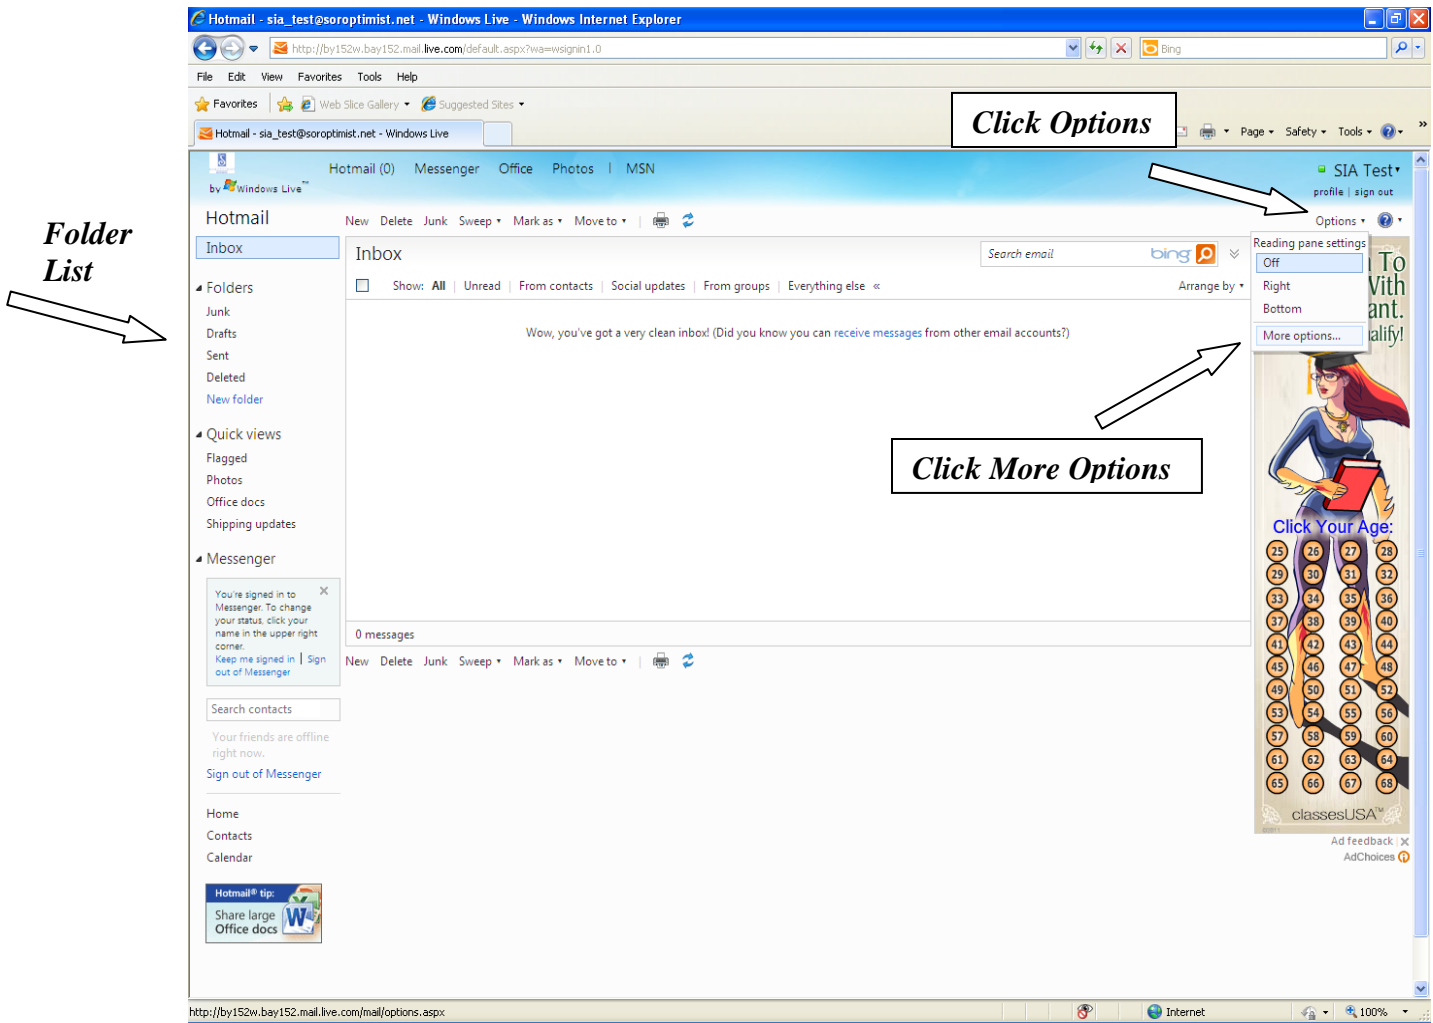 Hotmail - sia_test@soroptimist.net - Windows Live - Windows Internet Explorer
http://by152w.bay152.mail.live.com/default.aspx?wa=wsignin1.0
Bing
File Edit View Favorites Tools Help
Favorites Web Slice Gallery Suggested Sites
Click Options
Hotmail - sia_test@soroptimist.net - Windows Live
Page Safety Tools »
Hotmail (0) Messenger Office Photos | MSN
SIA Test
by Windows Live™
profile | sign out
Hotmail
New Delete Junk Sweep Mark as Move to
Options
Folder
List
Inbox
Inbox
Search email
bing
Reading pane settings
Off
Right
Bottom
More options...
To
With
ant.
alify!
Folders
Show: All | Unread | From contacts | Social updates | From groups | Everything else «
Arrange by
Junk
Drafts
Sent
Deleted
New folder
Wow, you've got a very clean inbox! (Did you know you can receive messages from other email accounts?)
Click More Options
Quick views
Flagged
Photos
Office docs
Shipping updates
Messenger
You're signed in to
Messenger. To change
your status, click your
name in the upper right
corner.
Keep me signed in | Sign
out of Messenger
0 messages
New Delete Junk Sweep Mark as Move to
Search contacts
Your friends are offline
right now.
Sign out of Messenger
Home
Contacts
Calendar
Hotmail® tip:
Share large
Office docs
Click Your Age:
25 26 27 28
29 30 31 32
33 34 35 36
37 38 39 40
41 42 43 44
45 46 47 48
49 50 51 52
53 54 55 56
57 58 59 60
61 62 63 64
65 66 67 68
classesUSA™
Ad feedback | X
AdChoices
http://by152w.bay152.mail.live.com/mail/options.aspx
Internet
100%